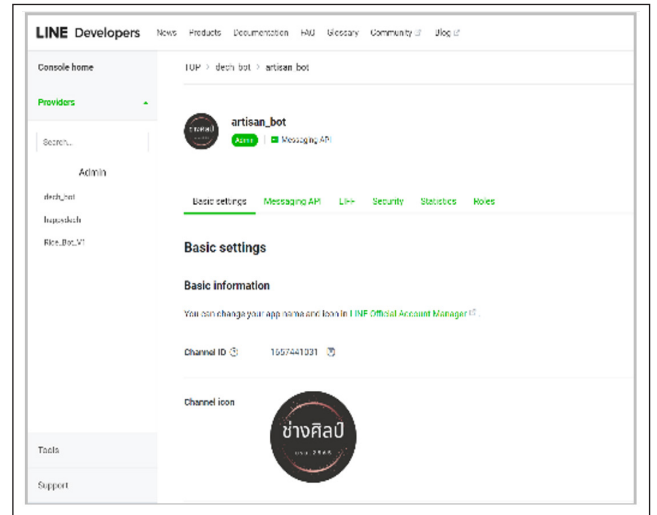 LINE Developers News Products Documentation FAQ Glossary Community Blog
Console home
TOP > dech_bot > artisan_bot
Providers
artisan_bot
Admin Messaging API
Search...
Admin
dech_bot
happydech
Rice_Bot_V1
Basic settings Messaging API LIFF Security Statistics Roles
Basic settings
Basic information
You can change your app name and icon in LINE Official Account Manager.
Channel ID 1657441031
Channel icon
ช่างศิลป์
Tools
Support